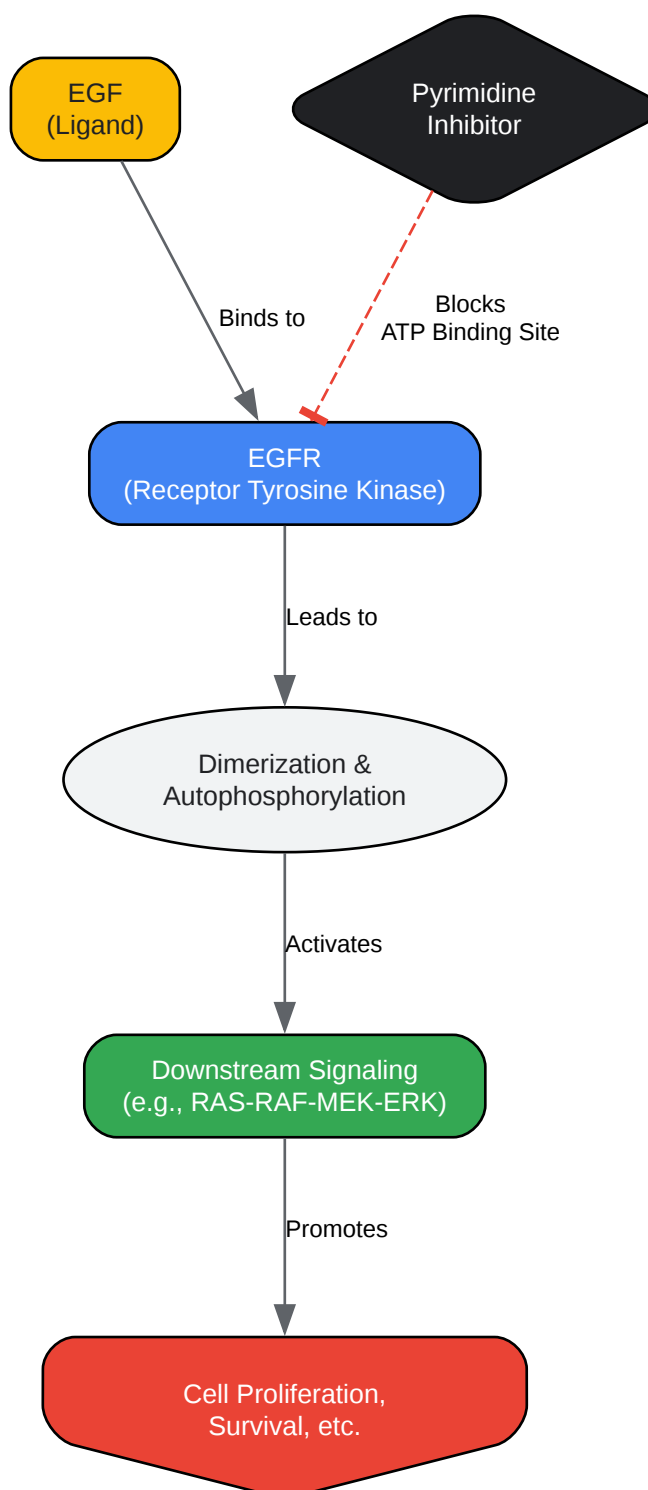 EGF
(Ligand)
Pyrimidine
Inhibitor
Binds to
Blocks
ATP Binding Site
EGFR
(Receptor Tyrosine Kinase)
Leads to
Dimerization &
Autophosphorylation
Activates
Downstream Signaling
(e.g., RAS-RAF-MEK-ERK)
Promotes
Cell Proliferation,
Survival, etc.